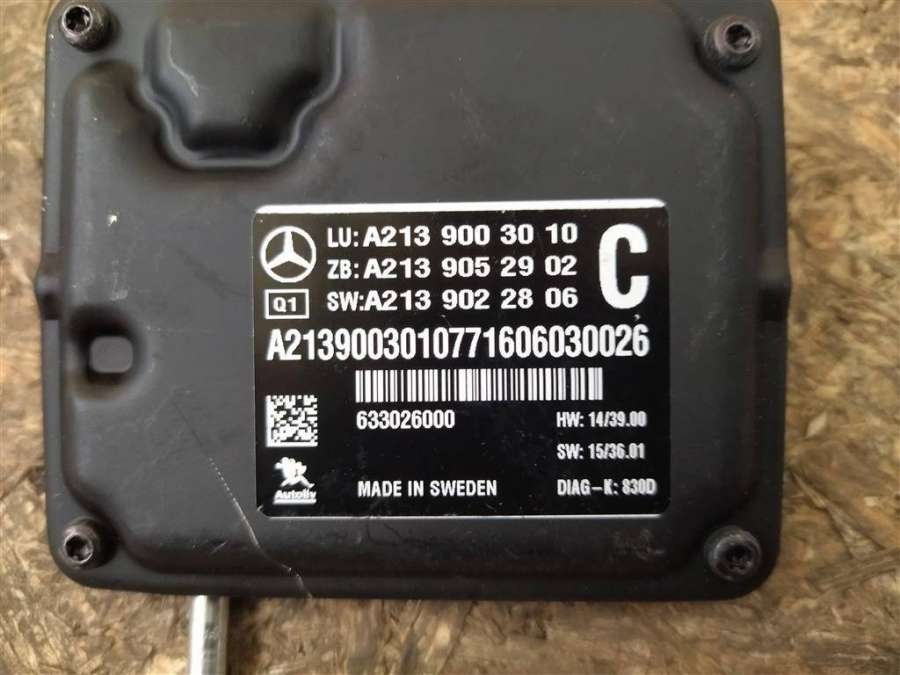 LU: A213 900 30 10
ZB: A213 905 29 02
C
Q1
SW: A213 902 28 06
A2139003010771606030026
633026000
HW: 14/39.00
SW: 15/36.01
Autoliv
MADE IN SWEDEN
DIAG-K: 830D